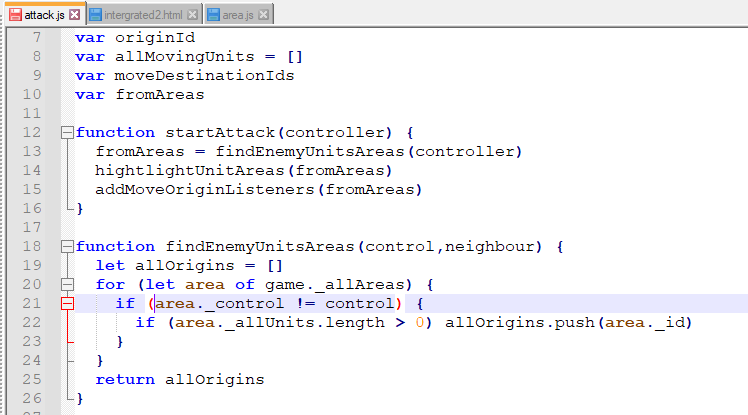 attack.js intergrated2.html area.js
7 var originId
8 var allMovingUnits = []
9 var moveDestinationIds
10 var fromAreas
11
12 function startAttack(controller) {
13 fromAreas = findEnemyUnitsAreas(controller)
14 hightlightUnitAreas(fromAreas)
15 addMoveOriginListeners(fromAreas)
16 }
17
18 function findEnemyUnitsAreas(control,neighbour) {
19 let allOrigins = []
20 for (let area of game._allAreas) {
21 if (area._control != control) {
22 if (area._allUnits.length > 0) allOrigins.push(area._id)
23 }
24 }
25 return allOrigins
26 }